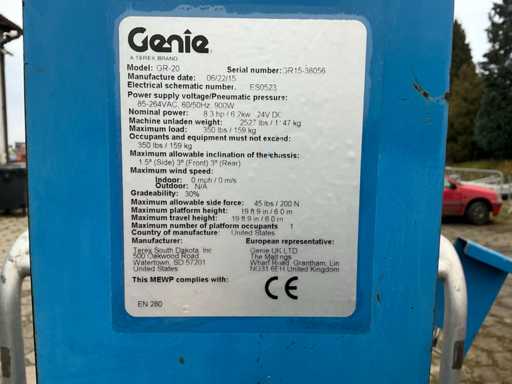 Genie
A TEREX BRAND
Model: GR-20 Serial number: GR15-38056
Manufacture date: 06/22/15
Electrical schematic number. ES0523
Power supply voltage/Pneumatic pressure:
85-264VAC, 60/50Hz, 900W
Nominal power: 8.3 hp / 6.2kw , 24V DC
Machine unladen weight: 2527 lbs / 1147 kg
Maximum load: 350 lbs / 159 kg
Occupants and equipment must not exceed:
350 lbs / 159 kg
Maximum allowable inclination of the chassis:
1.5° (Side) 3° (Front) 3° (Rear)
Maximum wind speed:
Indoor: 0 mph / 0 m/s
Outdoor: N/A
Gradeability: 30%
Maximum allowable side force: 45 lbs / 200 N
Maximum platform height: 19 ft 9 in / 6.0 m
Maximum travel height: 19 ft 9 in / 6.0 m
Maximum number of platform occupants 1
Country of manufacture: United States
Manufacturer: European representative:
Terex South Dakota, Inc Genie UK LTD
500 Oakwood Road The Maltings
Watertown, SD 57201 Wharf Road, Grantham, Lin
United States NG31 6EH United Kingdom
This MEWP complies with: CE
EN 280